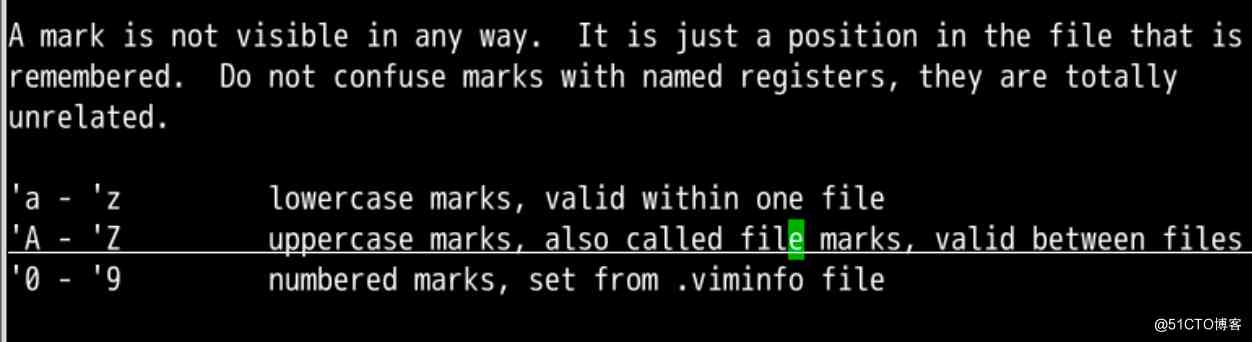 A mark is not visible in any way.  It is just a position in the file that is
remembered.  Do not confuse marks with named registers, they are totally
unrelated.
'a - 'z         lowercase marks, valid within one file
'A - 'Z         uppercase marks, also called file marks, valid between files
'0 - '9         numbered marks, set from .viminfo file
@51CTO博客